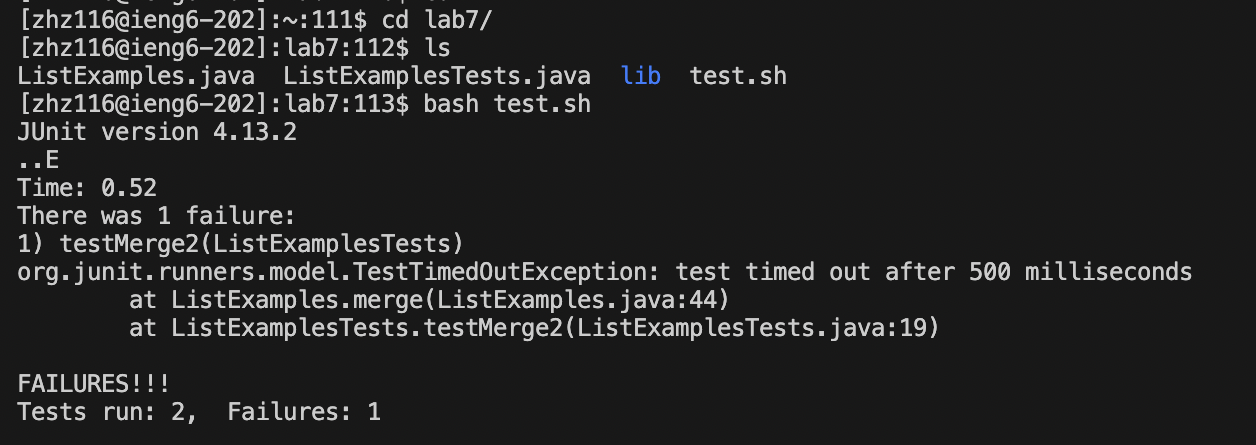 [zhz116@ieng6-202]:~:111$ cd lab7/
[zhz116@ieng6-202]:lab7:112$ ls
ListExamples.java  ListExamplesTests.java  lib  test.sh
[zhz116@ieng6-202]:lab7:113$ bash test.sh
JUnit version 4.13.2
..E
Time: 0.52
There was 1 failure:
1) testMerge2(ListExamplesTests)
org.junit.runners.model.TestTimedOutException: test timed out after 500 milliseconds
        at ListExamples.merge(ListExamples.java:44)
        at ListExamplesTests.testMerge2(ListExamplesTests.java:19)

FAILURES!!!
Tests run: 2,  Failures: 1